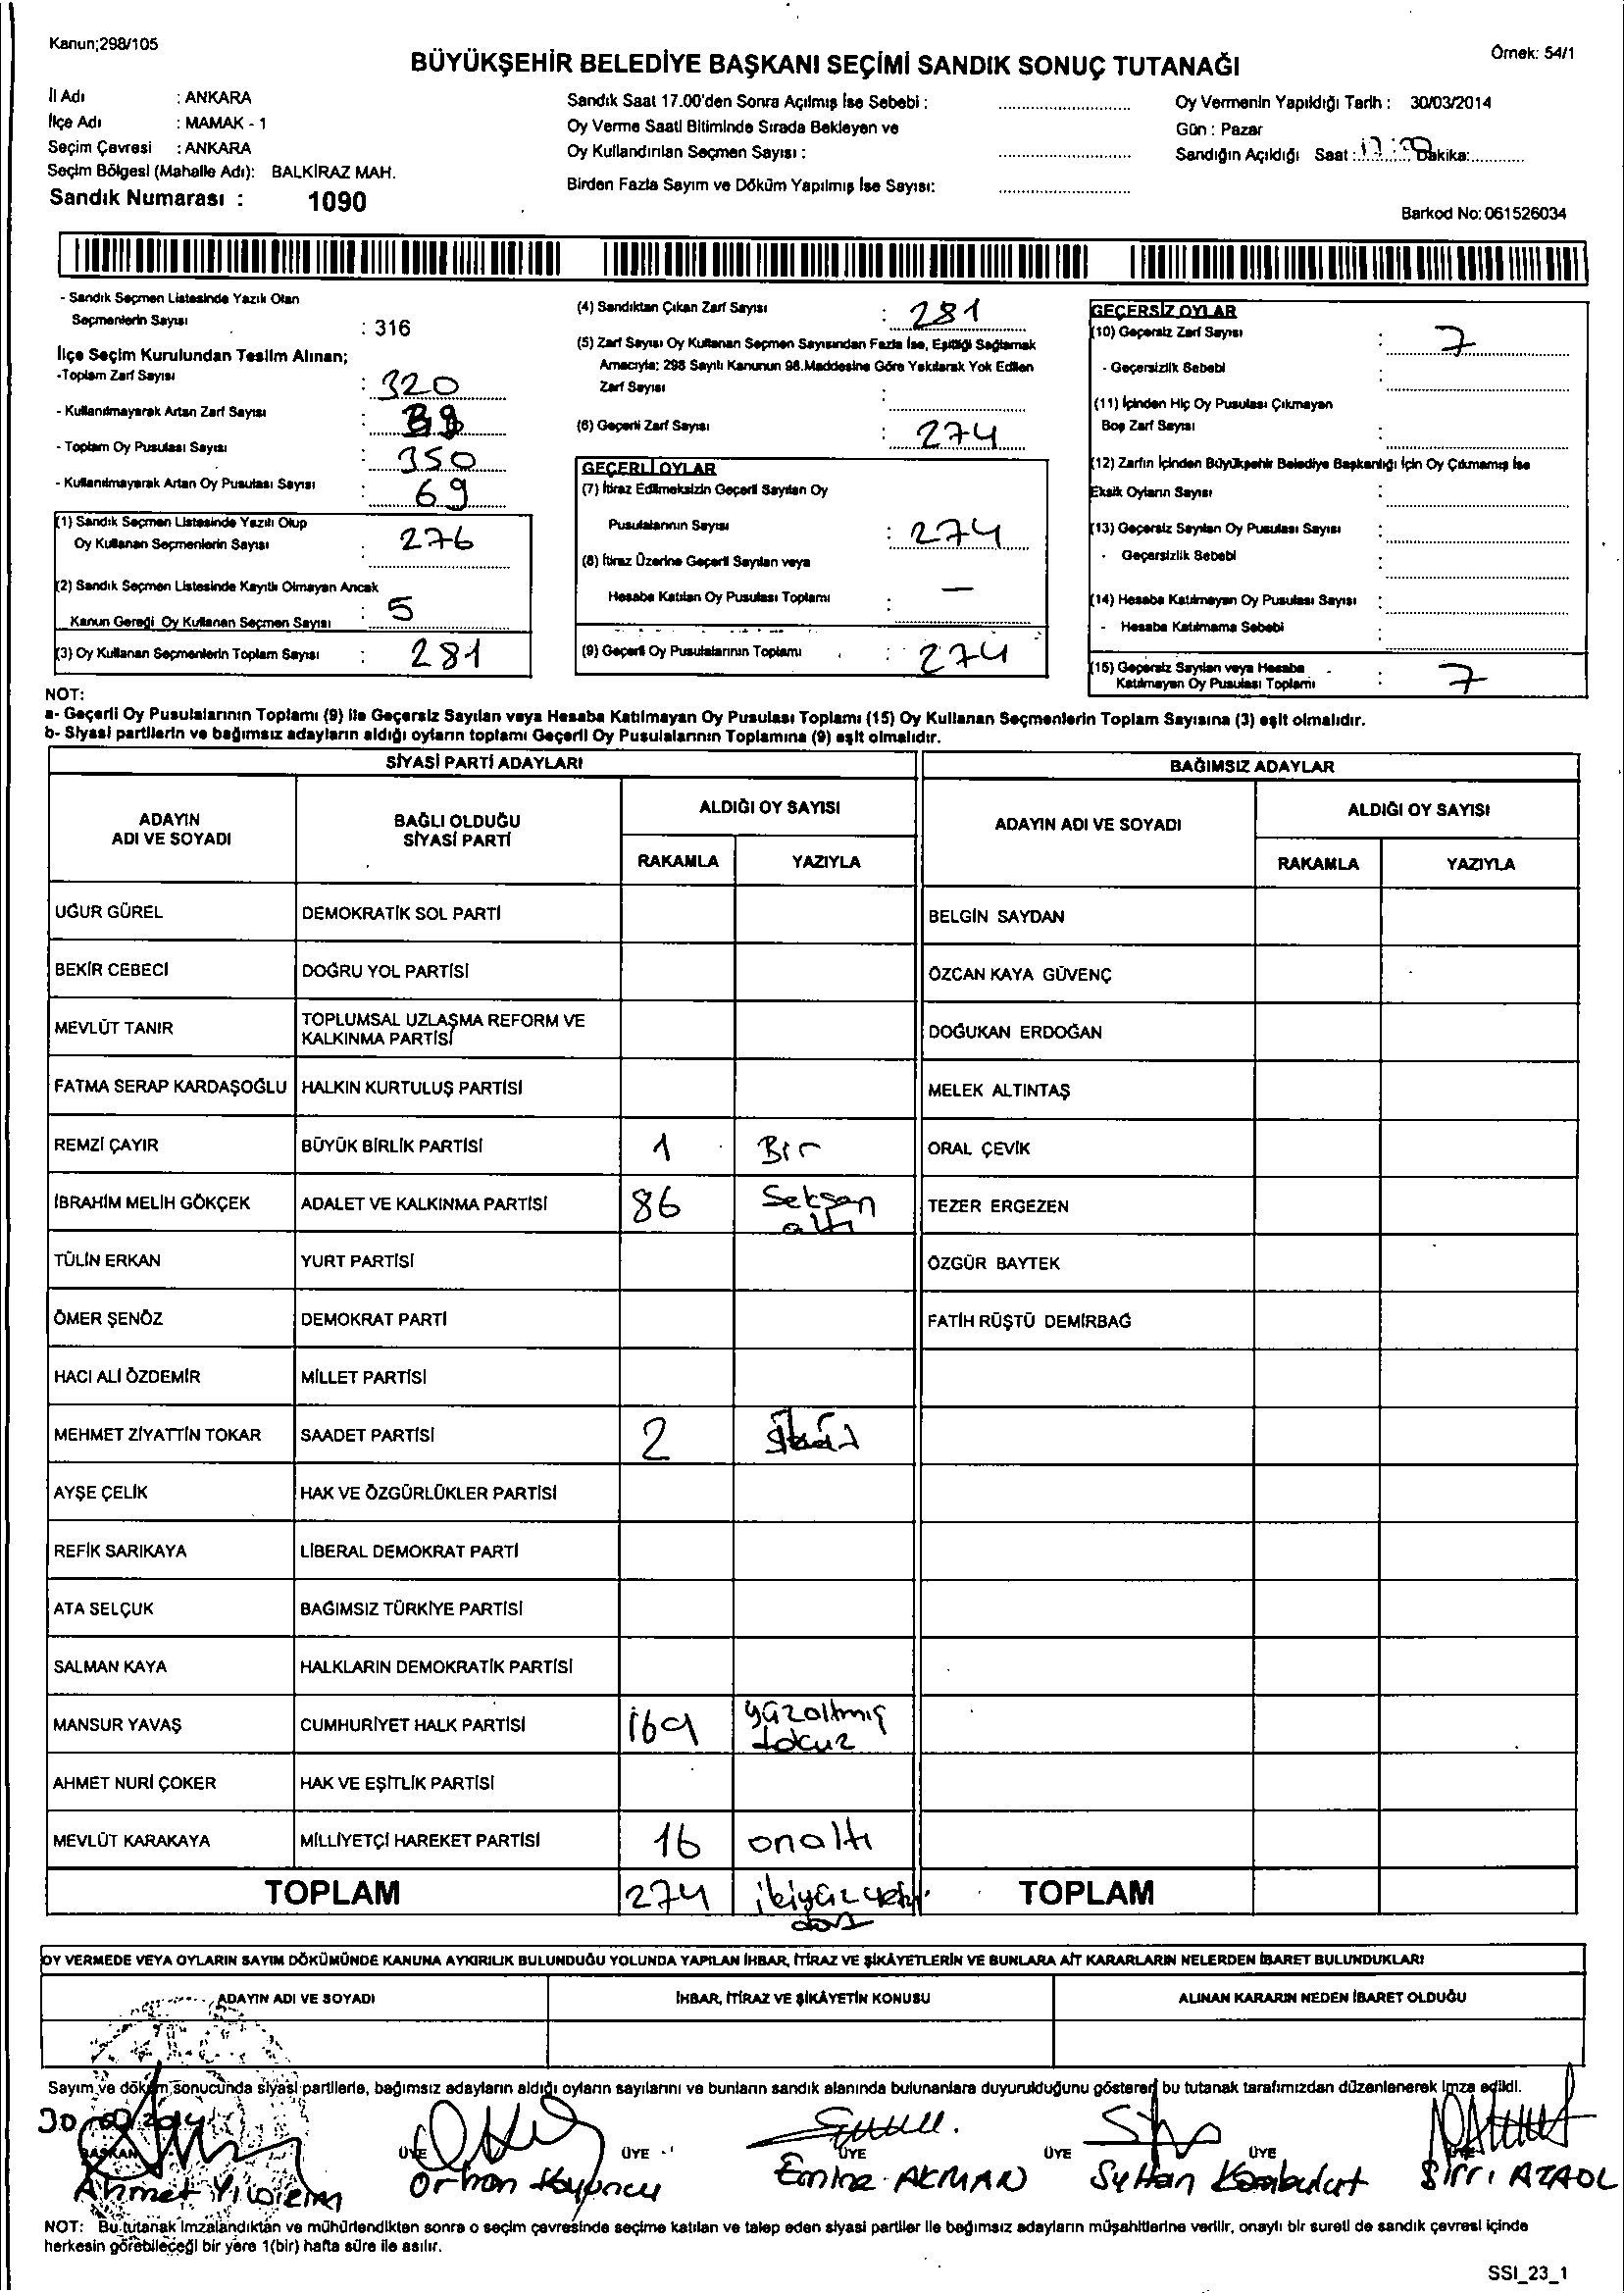 Kanun;298/105
Örnek: 54/1
BÜYÜKŞEHİR BELEDİYE BAŞKANI SEÇİMİ SANDIK SONUÇ TUTANAĞI
İl Adı : ANKARA
İlçe Adı : MAMAK - 1
Seçim Çevresi : ANKARA
Seçim Bölgesi (Mahalle Adı): BALKİRAZ MAH.
Sandık Numarası : 1090
Sandık Saat 17.00'den Sonra Açılmış İse Sebebi :
Oy Verme Saati Bitiminde Sırada Bekleyen ve
Oy Kullandırılan Seçmen Sayısı :
Birden Fazla Sayım ve Döküm Yapılmış İse Sayısı:
Oy Vermenin Yapıldığı Tarih : 30/03/2014
Gün : Pazar
Sandığın Açıldığı Saat : 17:00 Dakika:
Barkod No: 061526034
- Sandık Seçmen Listesinde Yazılı Olan
Seçmenlerin Sayısı : 316
İlçe Seçim Kurulundan Teslim Alınan;
-Toplam Zarf Sayısı : 320
- Kullanılmayarak Artan Zarf Sayısı :
- Toplam Oy Pusulası Sayısı : 350
- Kullanılmayarak Artan Oy Pusulası Sayısı : 69
(1) Sandık Seçmen Listesinde Yazılı Olup
Oy Kullanan Seçmenlerin Sayısı : 276
(2) Sandık Seçmen Listesinde Kayıtlı Olmayan Ancak
Kanun Gereği Oy Kullanan Seçmen Sayısı : 5
(3) Oy Kullanan Seçmenlerin Toplam Sayısı : 281
(4) Sandıktan Çıkan Zarf Sayısı : 281
(5) Zarf Sayısı Oy Kullanan Seçmen Sayısından Fazla İse, Eşitliği Sağlamak
Amacıyla; 298 Sayılı Kanunun 98.Maddesine Göre Yakılarak Yok Edilen
Zarf Sayısı :
(6) Geçerli Zarf Sayısı : 274
GEÇERLİ OYLAR
(7) İtiraz Edilmeksizin Geçerli Sayılan Oy
Pusulalarının Sayısı : 274
(8) İtiraz Üzerine Geçerli Sayılan veya
Hesaba Katılan Oy Pusulası Toplamı : —
(9) Geçerli Oy Pusulalarının Toplamı : 274
GEÇERSİZ OYLAR
(10) Geçersiz Zarf Sayısı : 7
- Geçersizlik Sebebi :
(11) İçinden Hiç Oy Pusulası Çıkmayan
Boş Zarf Sayısı :
(12) Zarfın İçinden Büyükşehir Belediye Başkanlığı İçin Oy Çıkmamış İse
Eksik Oyların Sayısı :
(13) Geçersiz Sayılan Oy Pusulası Sayısı :
- Geçersizlik Sebebi :
(14) Hesaba Katılmayan Oy Pusulası Sayısı :
- Hesaba Katılmama Sebebi :
(15) Geçersiz Sayılan veya Hesaba
Katılmayan Oy Pusulası Toplamı : 7
NOT:
a- Geçerli Oy Pusulalarının Toplamı (9) ile Geçersiz Sayılan veya Hesaba Katılmayan Oy Pusulası Toplamı (15) Oy Kullanan Seçmenlerin Toplam Sayısına (3) eşit olmalıdır.
b- Siyasi partilerin ve bağımsız adayların aldığı oyların toplamı Geçerli Oy Pusulalarının Toplamına (9) eşit olmalıdır.
SİYASİ PARTİ ADAYLARI
BAĞIMSIZ ADAYLAR
ADAYIN
ADI VE SOYADI
BAĞLI OLDUĞU
SİYASİ PARTİ
ALDIĞI OY SAYISI
RAKAMLA YAZIYLA
ADAYIN ADI VE SOYADI
ALDIĞI OY SAYISI
RAKAMLA YAZIYLA
UĞUR GÜREL DEMOKRATİK SOL PARTİ BELGİN SAYDAN
BEKİR CEBECİ DOĞRU YOL PARTİSİ ÖZCAN KAYA GÜVENÇ
MEVLÜT TANIR TOPLUMSAL UZLAŞMA REFORM VE
KALKINMA PARTİSİ DOĞUKAN ERDOĞAN
FATMA SERAP KARDAŞOĞLU HALKIN KURTULUŞ PARTİSİ MELEK ALTINTAŞ
REMZİ ÇAYIR BÜYÜK BİRLİK PARTİSİ 1 Bir ORAL ÇEVİK
İBRAHİM MELİH GÖKÇEK ADALET VE KALKINMA PARTİSİ 86 Seksen
altı TEZER ERGEZEN
TÜLİN ERKAN YURT PARTİSİ ÖZGÜR BAYTEK
ÖMER ŞENÖZ DEMOKRAT PARTİ FATİH RÜŞTÜ DEMİRBAĞ
HACI ALİ ÖZDEMİR MİLLET PARTİSİ
MEHMET ZİYATTİN TOKAR SAADET PARTİSİ 2
AYŞE ÇELİK HAK VE ÖZGÜRLÜKLER PARTİSİ
REFİK SARIKAYA LİBERAL DEMOKRAT PARTİ
ATA SELÇUK BAĞIMSIZ TÜRKİYE PARTİSİ
SALMAN KAYA HALKLARIN DEMOKRATİK PARTİSİ
MANSUR YAVAŞ CUMHURİYET HALK PARTİSİ 169 yüzaltmış
dokuz
AHMET NURİ ÇOKER HAK VE EŞİTLİK PARTİSİ
MEVLÜT KARAKAYA MİLLİYETÇİ HAREKET PARTİSİ 16 onaltı
TOPLAM 274 TOPLAM
OY VERMEDE VEYA OYLARIN SAYIM DÖKÜMÜNDE KANUNA AYKIRILIK BULUNDUĞU YOLUNDA YAPILAN İHBAR, İTİRAZ VE ŞİKÂYETLERİN VE BUNLARA AİT KARARLARIN NELERDEN İBARET BULUNDUKLARI
ADAYIN ADI VE SOYADI İHBAR, İTİRAZ VE ŞİKÂYETİN KONUSU ALINAN KARARIN NEDEN İBARET OLDUĞU
Sayım ve döküm sonucunda siyasi partilerle, bağımsız adayların aldığı oyların sayılarını ve bunların sandık alanında bulunanlara duyurulduğunu gösteren bu tutanak tarafımızdan düzenlenerek imza edildi.
BAŞKAN ÜYE ÜYE ÜYE ÜYE ÜYE
Ahmet Yıldırım Orhan Koyuncu Emine AKMAN Sultan Karabulut Sırrı
NOT: Bu tutanak imzalandıktan ve mühürlendikten sonra o seçim çevresinde seçime katılan ve talep eden siyasi partiler ile bağımsız adayların müşahitlerine verilir, onaylı bir sureti de sandık çevresi içinde
herkesin görebileceği bir yere 1(bir) hafta süre ile asılır.
SSI_23_1